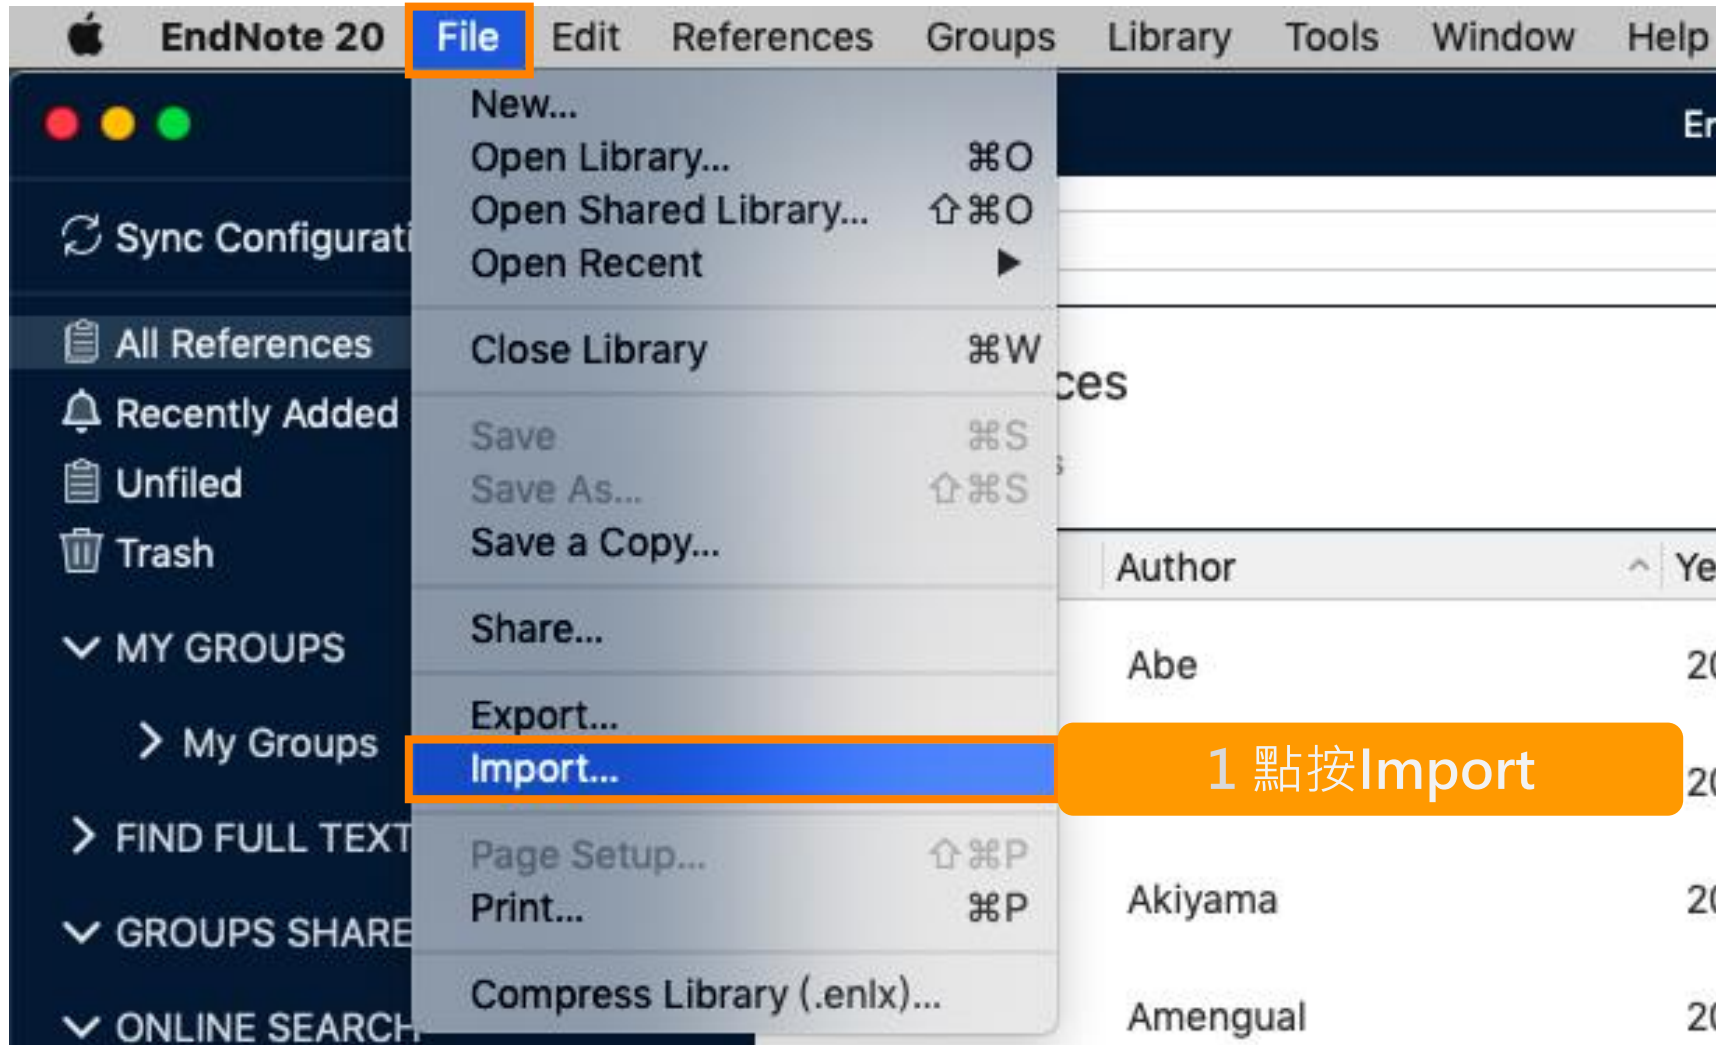 EndNote 20 File Edit References Groups Library Tools Window Help
New...
Open Library... ⌘O
Open Shared Library... ⇧⌘O
Open Recent ▶
Close Library ⌘W
Save ⌘S
Save As... ⇧⌘S
Save a Copy...
Share...
Export...
Import...
Page Setup... ⇧⌘P
Print... ⌘P
Compress Library (.enlx)...
1 點按Import
Sync Configurati
All References
Recently Added
Unfiled
Trash
MY GROUPS
My Groups
FIND FULL TEXT
GROUPS SHARE
ONLINE SEARCH
En
ces
s
Author Ye
Abe 20
20
Akiyama 20
Amengual 20